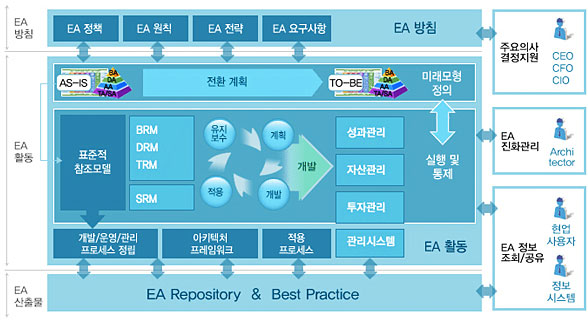 EA
방침
EA 정책
EA 원칙
EA 전략
EA 요구사항
EA 방침
주요의사
결정지원
CEO
CFO
CIO
EA
활동
AS-IS
BA
DA
AA
TA/SA
전환 계획
TO-BE
BA
DA
AA
TA/SA
미래모형
정의
표준적
참조모델
BRM
DRM
TRM
SRM
유지
보수
계획
적용
개발
개발
성과관리
자산관리
투자관리
관리시스템
실행 및
통제
EA
진화관리
Archi
tector
개발/운영/관리
프로세스 정립
아키텍처
프레임워크
적용
프로세스
EA 활동
EA 정보
조회/공유
현업
사용자
정보
시스템
EA
산출물
EA Repository & Best Practice